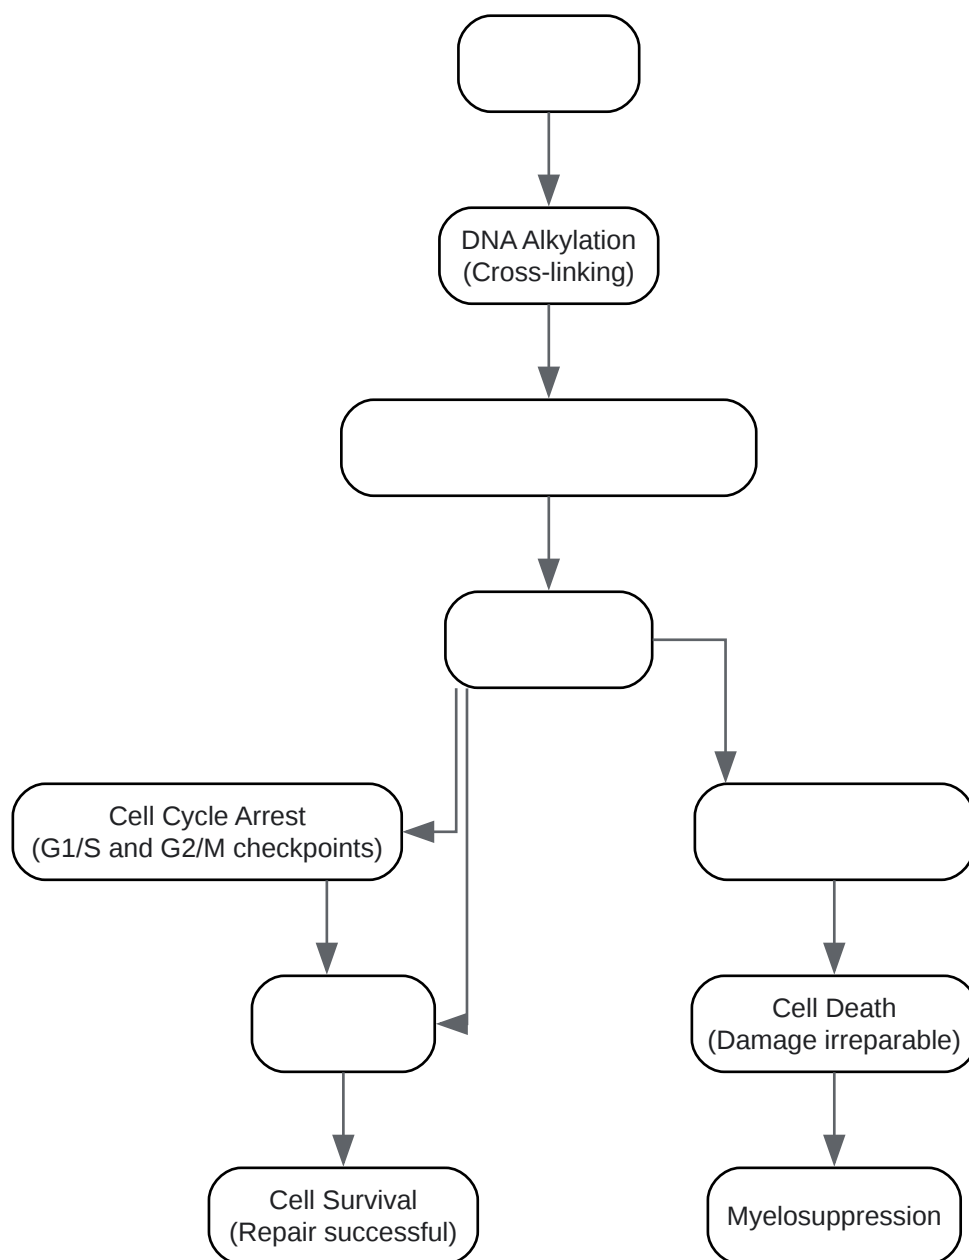 DNA Alkylation
(Cross-linking)
Cell Cycle Arrest
(G1/S and G2/M checkpoints)
Cell Death
(Damage irreparable)
Cell Survival
(Repair successful)
Myelosuppression